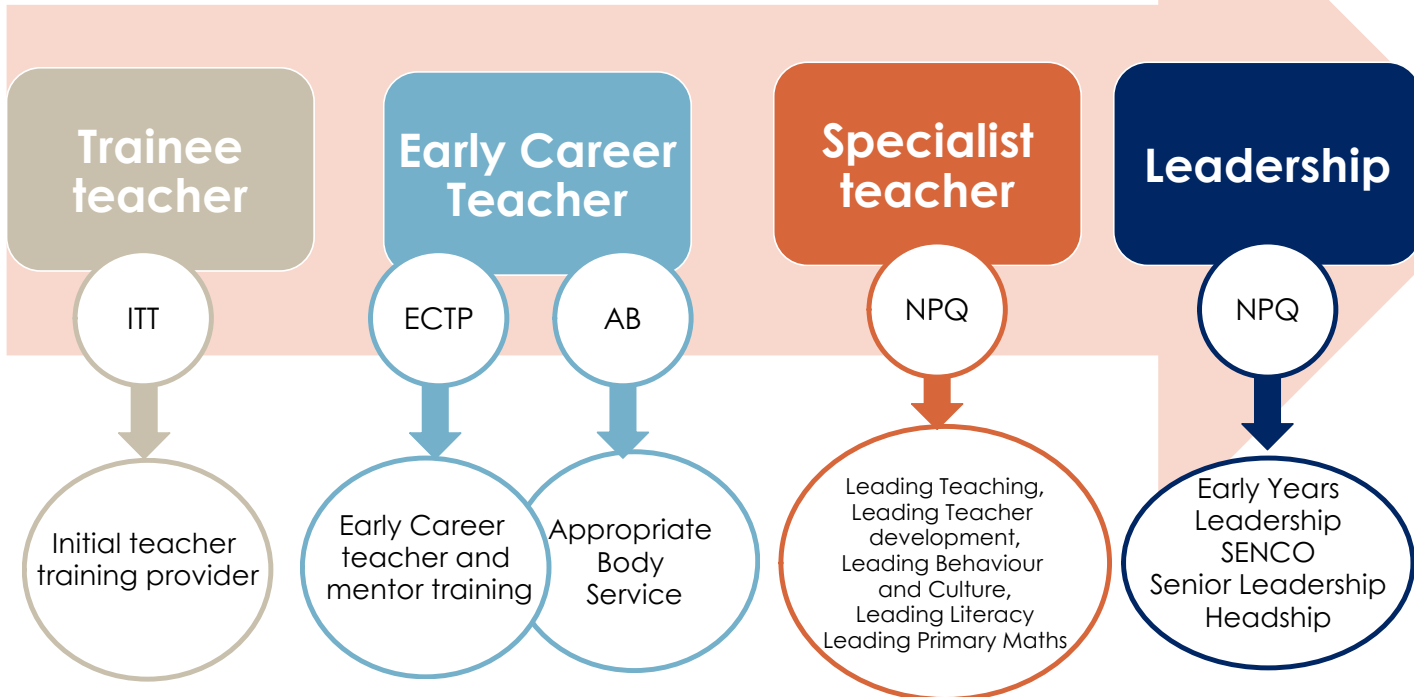 Trainee
teacher
Early Career
Teacher
Specialist
teacher
Leadership
ITT
ECTP
AB
NPQ
NPQ
Initial teacher
training provider
Early Career
teacher and
mentor training
Appropriate
Body
Service
Leading Teaching,
Leading Teacher
development,
Leading Behaviour
and Culture,
Leading Literacy
Leading Primary Maths
Early Years
Leadership
SENCO
Senior Leadership
Headship